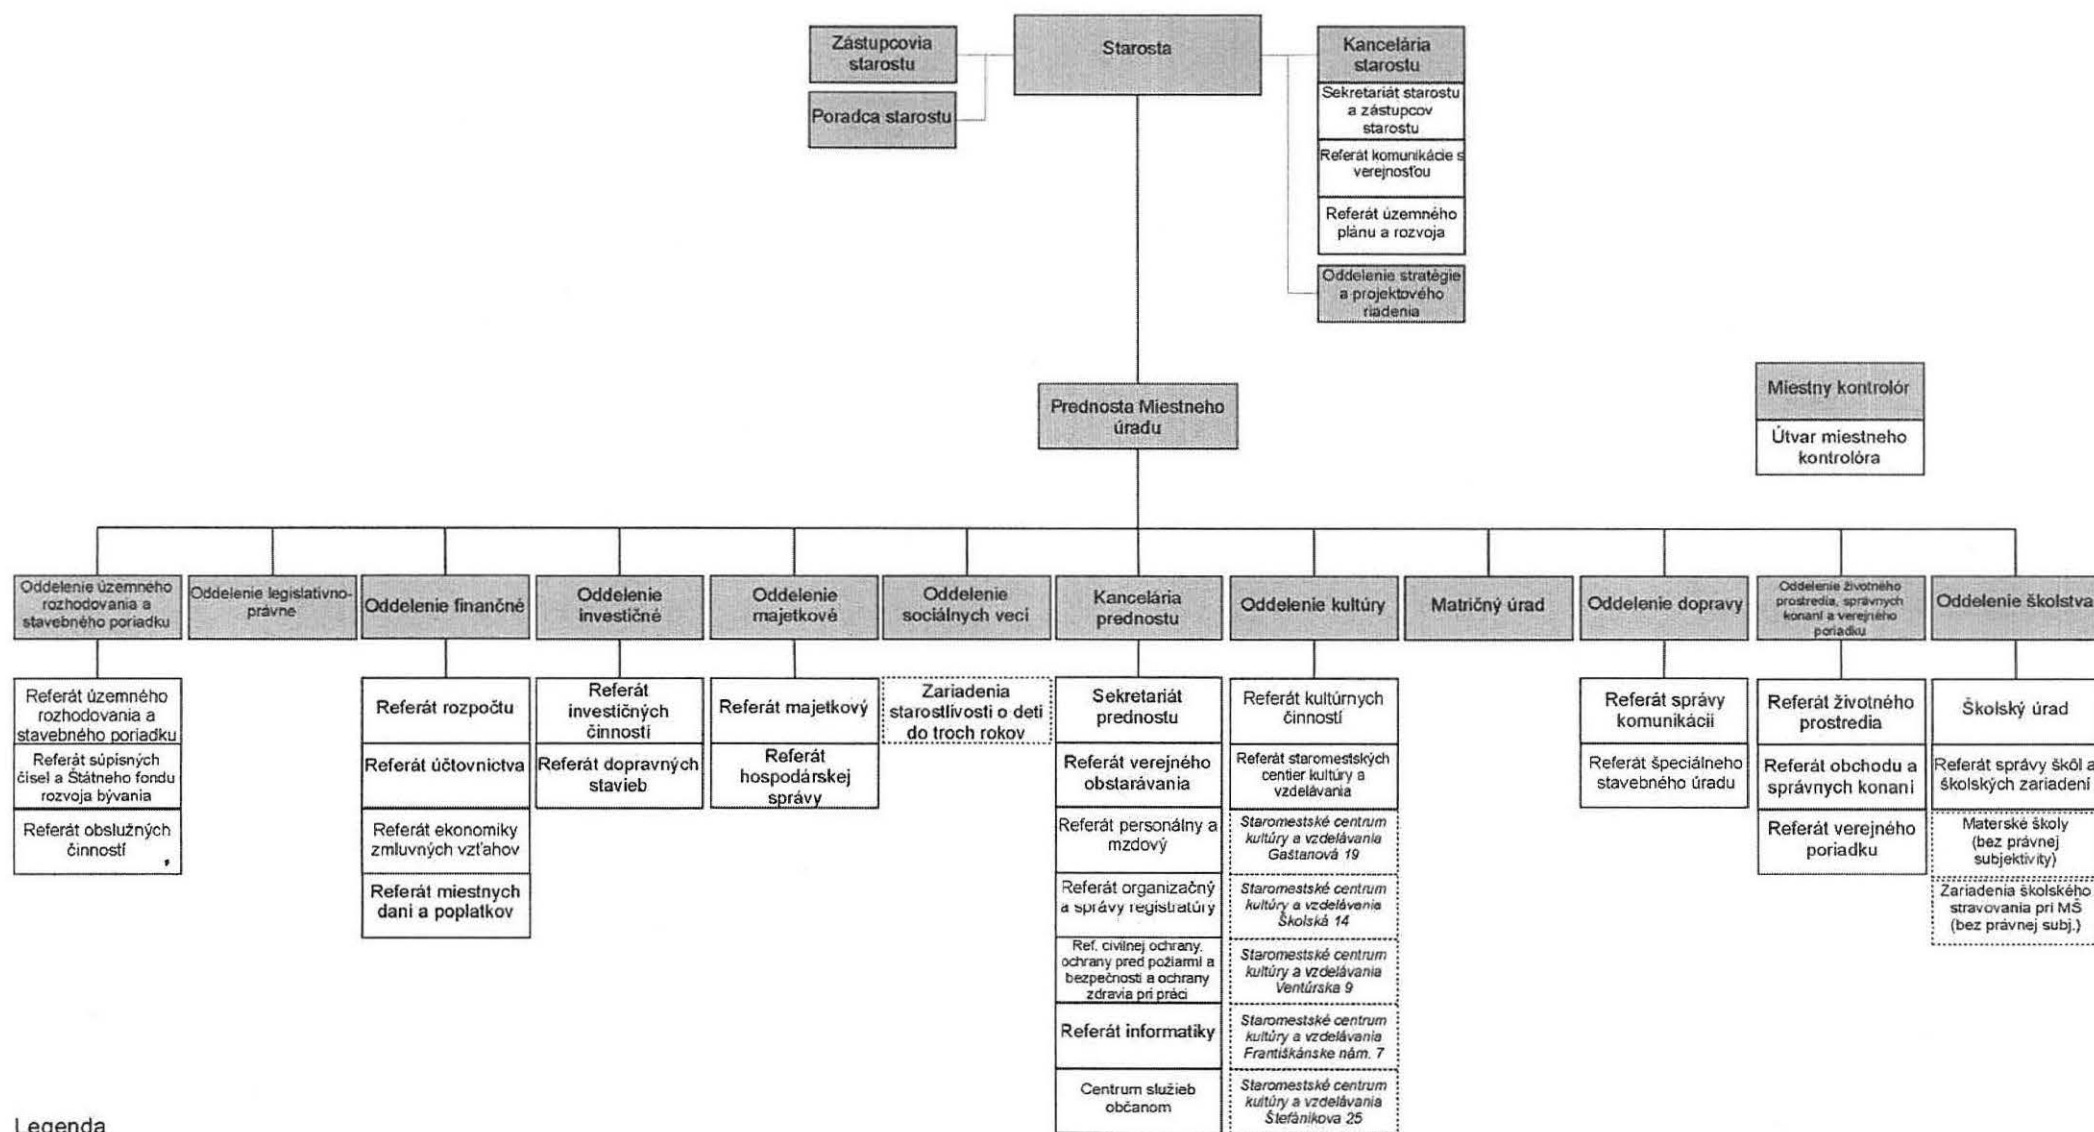 Zástupcovia
starostu
Starosta
Kancelária
starostu
Poradca starostu
Sekretariát starostu
a zástupcov
starostu
Referát komunikácie s
verejnosťou
Referát územného
plánu a rozvoja
Oddelenie stratégie
a projektového
riadenia
Prednosta Miestneho
úradu
Miestny kontrolór
Útvar miestneho
kontrolóra
Oddelenie územného
rozhodovania a
stavebného poriadku
Oddelenie legislatívno-
právne
Oddelenie finančné
Oddelenie
investičné
Oddelenie
majetkové
Oddelenie
sociálnych vecí
Kancelária
prednostu
Oddelenie kultúry
Matričný úrad
Oddelenie dopravy
Oddelenie životného
prostredia, správnych
konaní a verejného
poriadku
Oddelenie školstva
Referát územného
rozhodovania a
stavebného poriadku
Referát súpisných
čísel a Štátneho fondu
rozvoja bývania
Referát obslužných
činností
Referát rozpočtu
Referát účtovníctva
Referát ekonomiky
zmluvných vzťahov
Referát miestnych
daní a poplatkov
Referát
investičných
činností
Referát dopravných
stavieb
Referát majetkový
Referát
hospodárskej
správy
Zariadenia
starostlivosti o deti
do troch rokov
Sekretariát
prednostu
Referát verejného
obstarávania
Referát personálny a
mzdový
Referát organizačný
a správy registratúry
Ref. civilnej ochrany,
ochrany pred požiarmi a
bezpečnosti a ochrany
zdravia pri práci
Referát informatiky
Centrum služieb
občanom
Referát kultúrnych
činností
Referát staromestských
centier kultúry a
vzdelávania
Staromestské centrum
kultúry a vzdelávania
Gaštanová 19
Staromestské centrum
kultúry a vzdelávania
Školská 14
Staromestské centrum
kultúry a vzdelávania
Ventúrska 9
Staromestské centrum
kultúry a vzdelávania
Františkánske nám. 7
Staromestské centrum
kultúry a vzdelávania
Štefánikova 25
Referát správy
komunikácií
Referát špeciálneho
stavebného úradu
Referát životného
prostredia
Referát obchodu a
správnych konaní
Referát verejného
poriadku
Školský úrad
Referát správy škôl a
školských zariadení
Materské školy
(bez právnej
subjektivity)
Zariadenia školského
stravovania pri MŠ
(bez právnej subj.)
Legenda